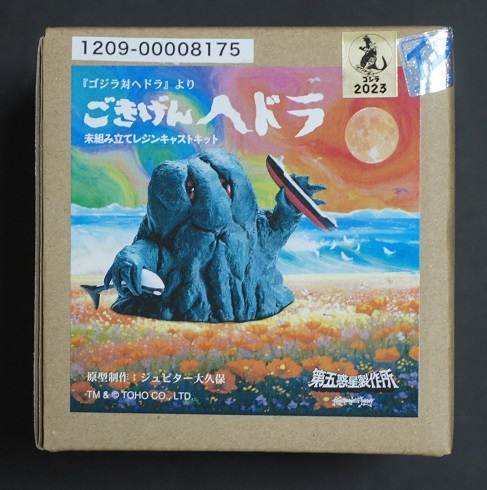 1209-00008175
ゴジラ
2023
『ゴジラ対ヘドラ』より
ごきげんヘドラ
未組み立てレジンキャストキット
原型制作：ジュピター大久保
TM & © TOHO CO., LTD.
第五惑星製作所